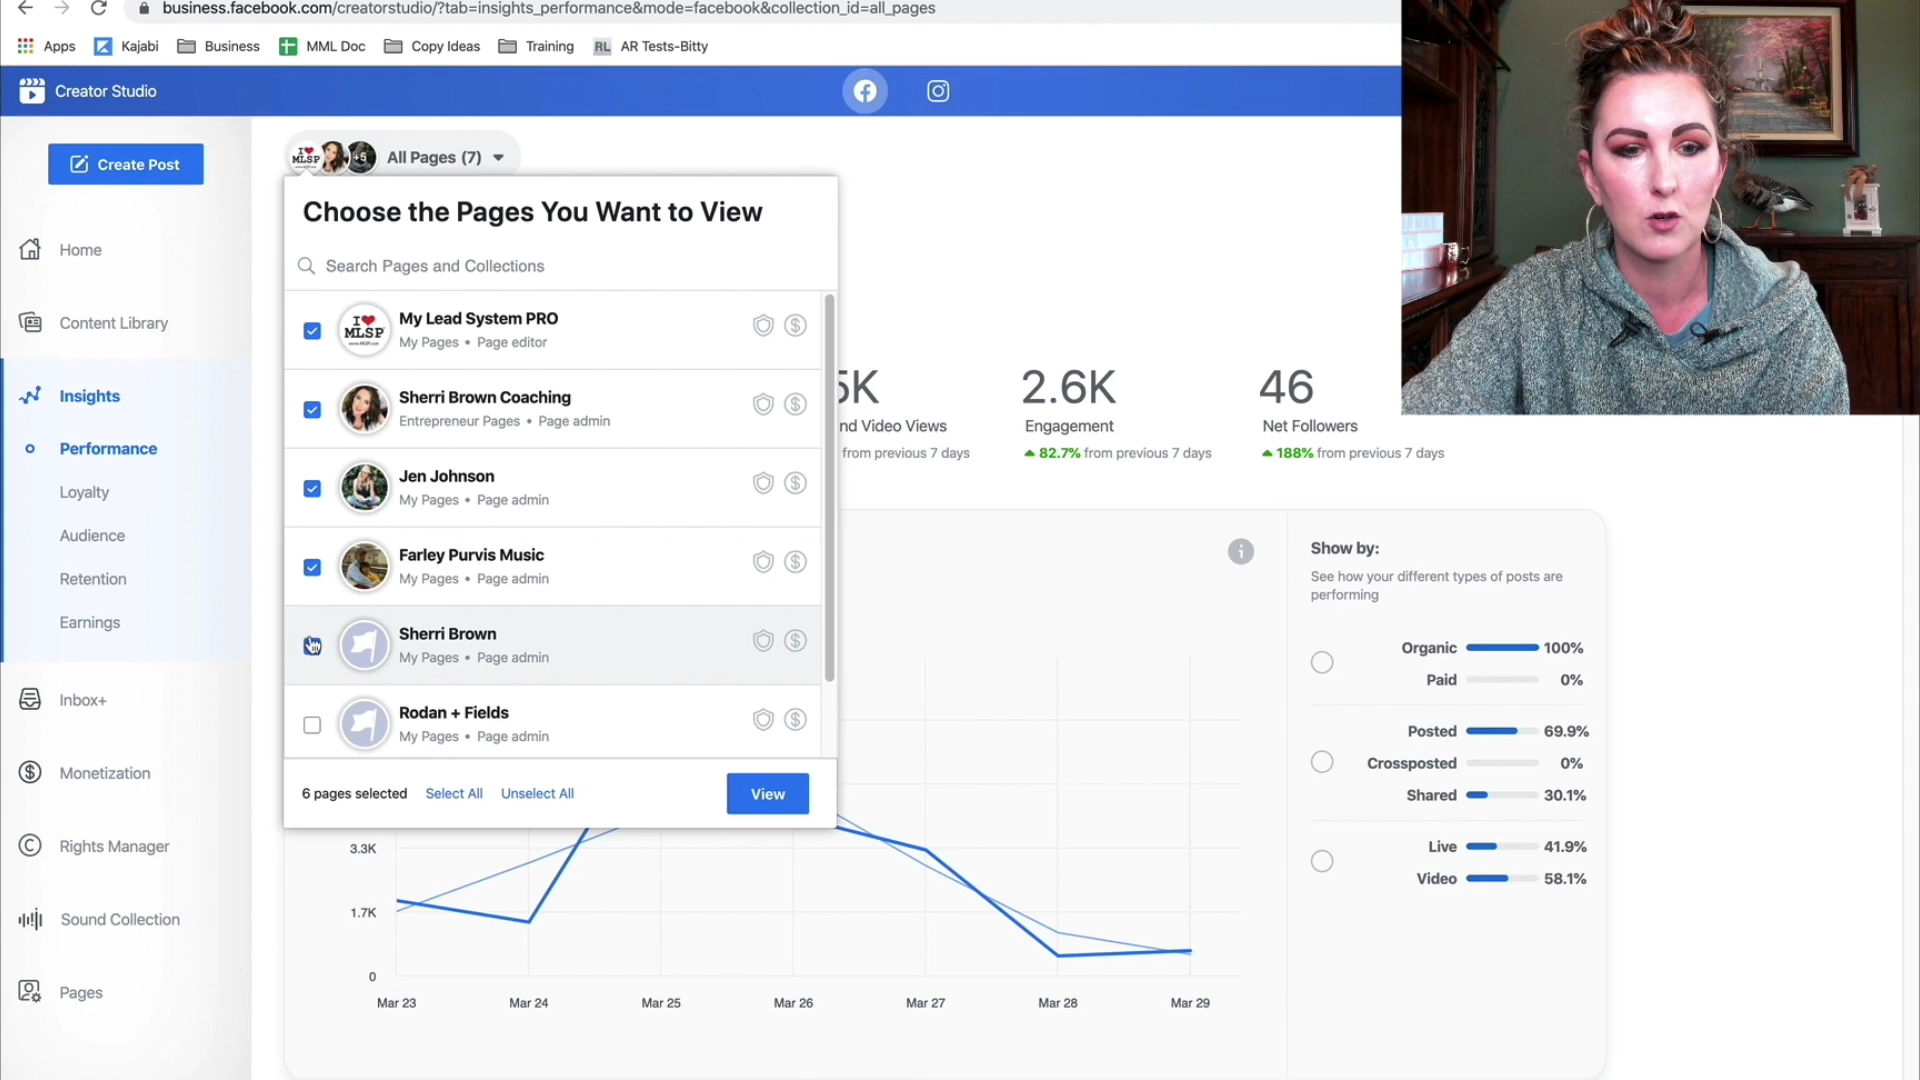 business.facebook.com/creatorstudio/?tab=insights_performance&mode=facebook&collection_id=all_pages
Apps Kajabi Business MML Doc Copy Ideas Training RL AR Tests-Bitty
Creator Studio
Create Post
Home
Content Library
Insights
Performance
Loyalty
Audience
Retention
Earnings
Inbox+
Monetization
Rights Manager
Sound Collection
Pages
I MLSP +5 All Pages (7)
Choose the Pages You Want to View
Search Pages and Collections
I MLSP
My Lead System PRO
My Pages • Page editor
Sherri Brown Coaching
Entrepreneur Pages • Page admin
Jen Johnson
My Pages • Page admin
Farley Purvis Music
My Pages • Page admin
Sherri Brown
My Pages • Page admin
Rodan + Fields
My Pages • Page admin
6 pages selected Select All Unselect All View
5K 2.6K 46
nd Video Views Engagement Net Followers
from previous 7 days 82.7% from previous 7 days 188% from previous 7 days
Show by:
See how your different types of posts are
performing
Organic 100%
Paid 0%
Posted 69.9%
Crossposted 0%
Shared 30.1%
Live 41.9%
Video 58.1%
3.3K
1.7K
0
Mar 23 Mar 24 Mar 25 Mar 26 Mar 27 Mar 28 Mar 29